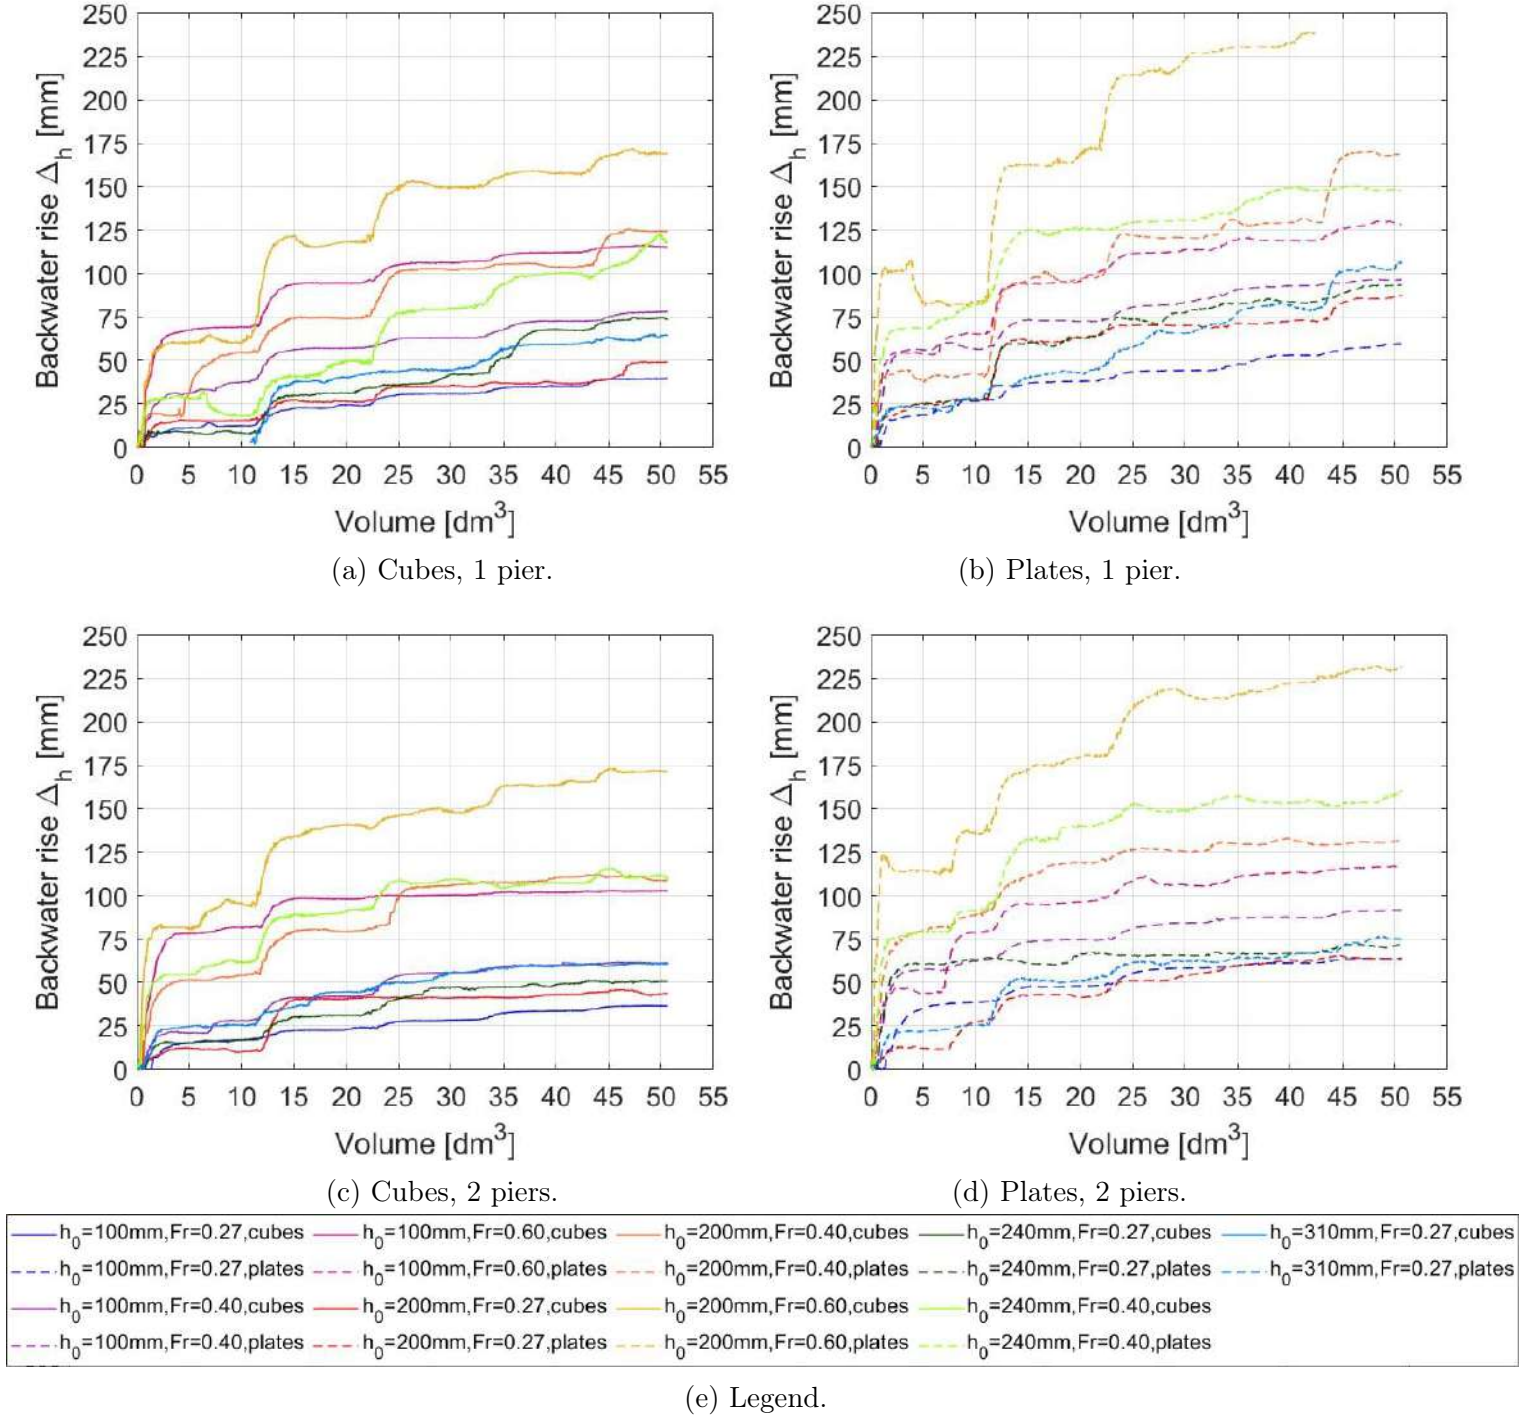 250
225
200
175
150
125
100
75
50
25
0
Backwater rise Δh [mm]
0 5 10 15 20 25 30 35 40 45 50 55
Volume [dm3]
(a) Cubes, 1 pier.
250
225
200
175
150
125
100
75
50
25
0
Backwater rise Δh [mm]
0 5 10 15 20 25 30 35 40 45 50 55
Volume [dm3]
(b) Plates, 1 pier.
250
225
200
175
150
125
100
75
50
25
0
Backwater rise Δh [mm]
0 5 10 15 20 25 30 35 40 45 50 55
Volume [dm3]
(c) Cubes, 2 piers.
250
225
200
175
150
125
100
75
50
25
0
Backwater rise Δh [mm]
0 5 10 15 20 25 30 35 40 45 50 55
Volume [dm3]
(d) Plates, 2 piers.
h0=100mm,Fr=0.27,cubes h0=100mm,Fr=0.60,cubes h0=200mm,Fr=0.40,cubes h0=240mm,Fr=0.27,cubes h0=310mm,Fr=0.27,cubes
h0=100mm,Fr=0.27,plates h0=100mm,Fr=0.60,plates h0=200mm,Fr=0.40,plates h0=240mm,Fr=0.27,plates h0=310mm,Fr=0.27,plates
h0=100mm,Fr=0.40,cubes h0=200mm,Fr=0.27,cubes h0=200mm,Fr=0.60,cubes h0=240mm,Fr=0.40,cubes
h0=100mm,Fr=0.40,plates h0=200mm,Fr=0.27,plates h0=200mm,Fr=0.60,plates h0=240mm,Fr=0.40,plates
(e) Legend.